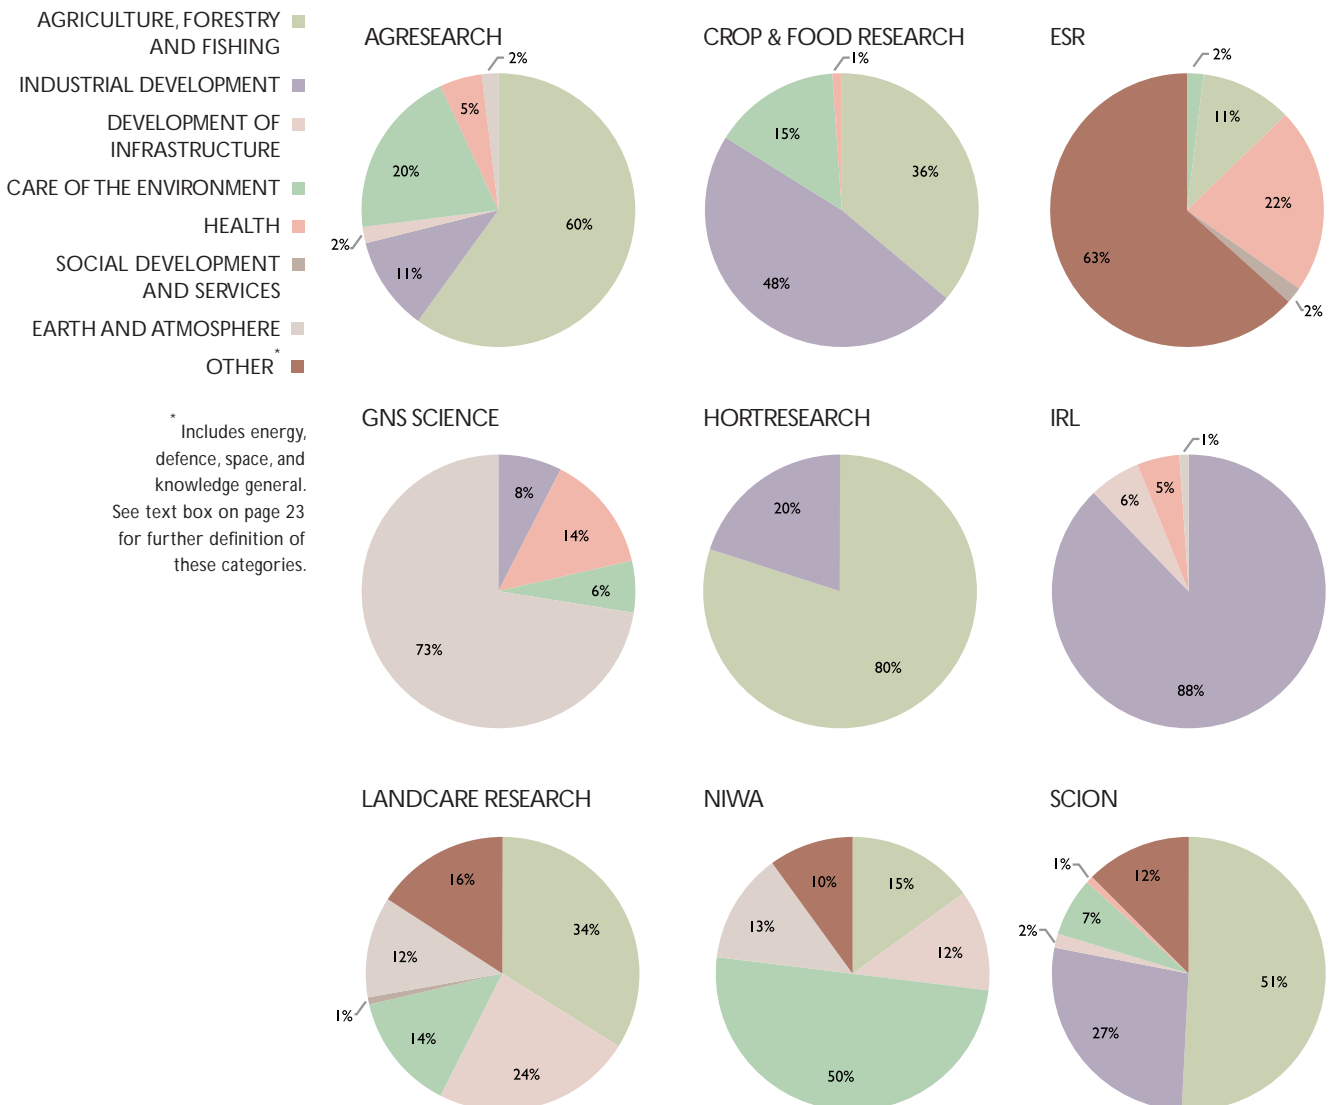 AGRICULTURE, FORESTRY
AND FISHING
INDUSTRIAL DEVELOPMENT
DEVELOPMENT OF
INFRASTRUCTURE
CARE OF THE ENVIRONMENT
HEALTH
SOCIAL DEVELOPMENT
AND SERVICES
EARTH AND ATMOSPHERE
OTHER*
* Includes energy,
defence, space, and
knowledge general.
See text box on page 23
for further definition of
these categories.
AGRESEARCH
2%
5%
20%
60%
2%
11%
CROP & FOOD RESEARCH
1%
15%
36%
48%
ESR
2%
11%
22%
63%
2%
GNS SCIENCE
8%
14%
6%
73%
HORTRESEARCH
20%
80%
IRL
1%
5%
6%
88%
LANDCARE RESEARCH
16%
34%
12%
1%
14%
24%
NIWA
10%
15%
13%
12%
50%
SCION
1%
12%
7%
2%
51%
27%